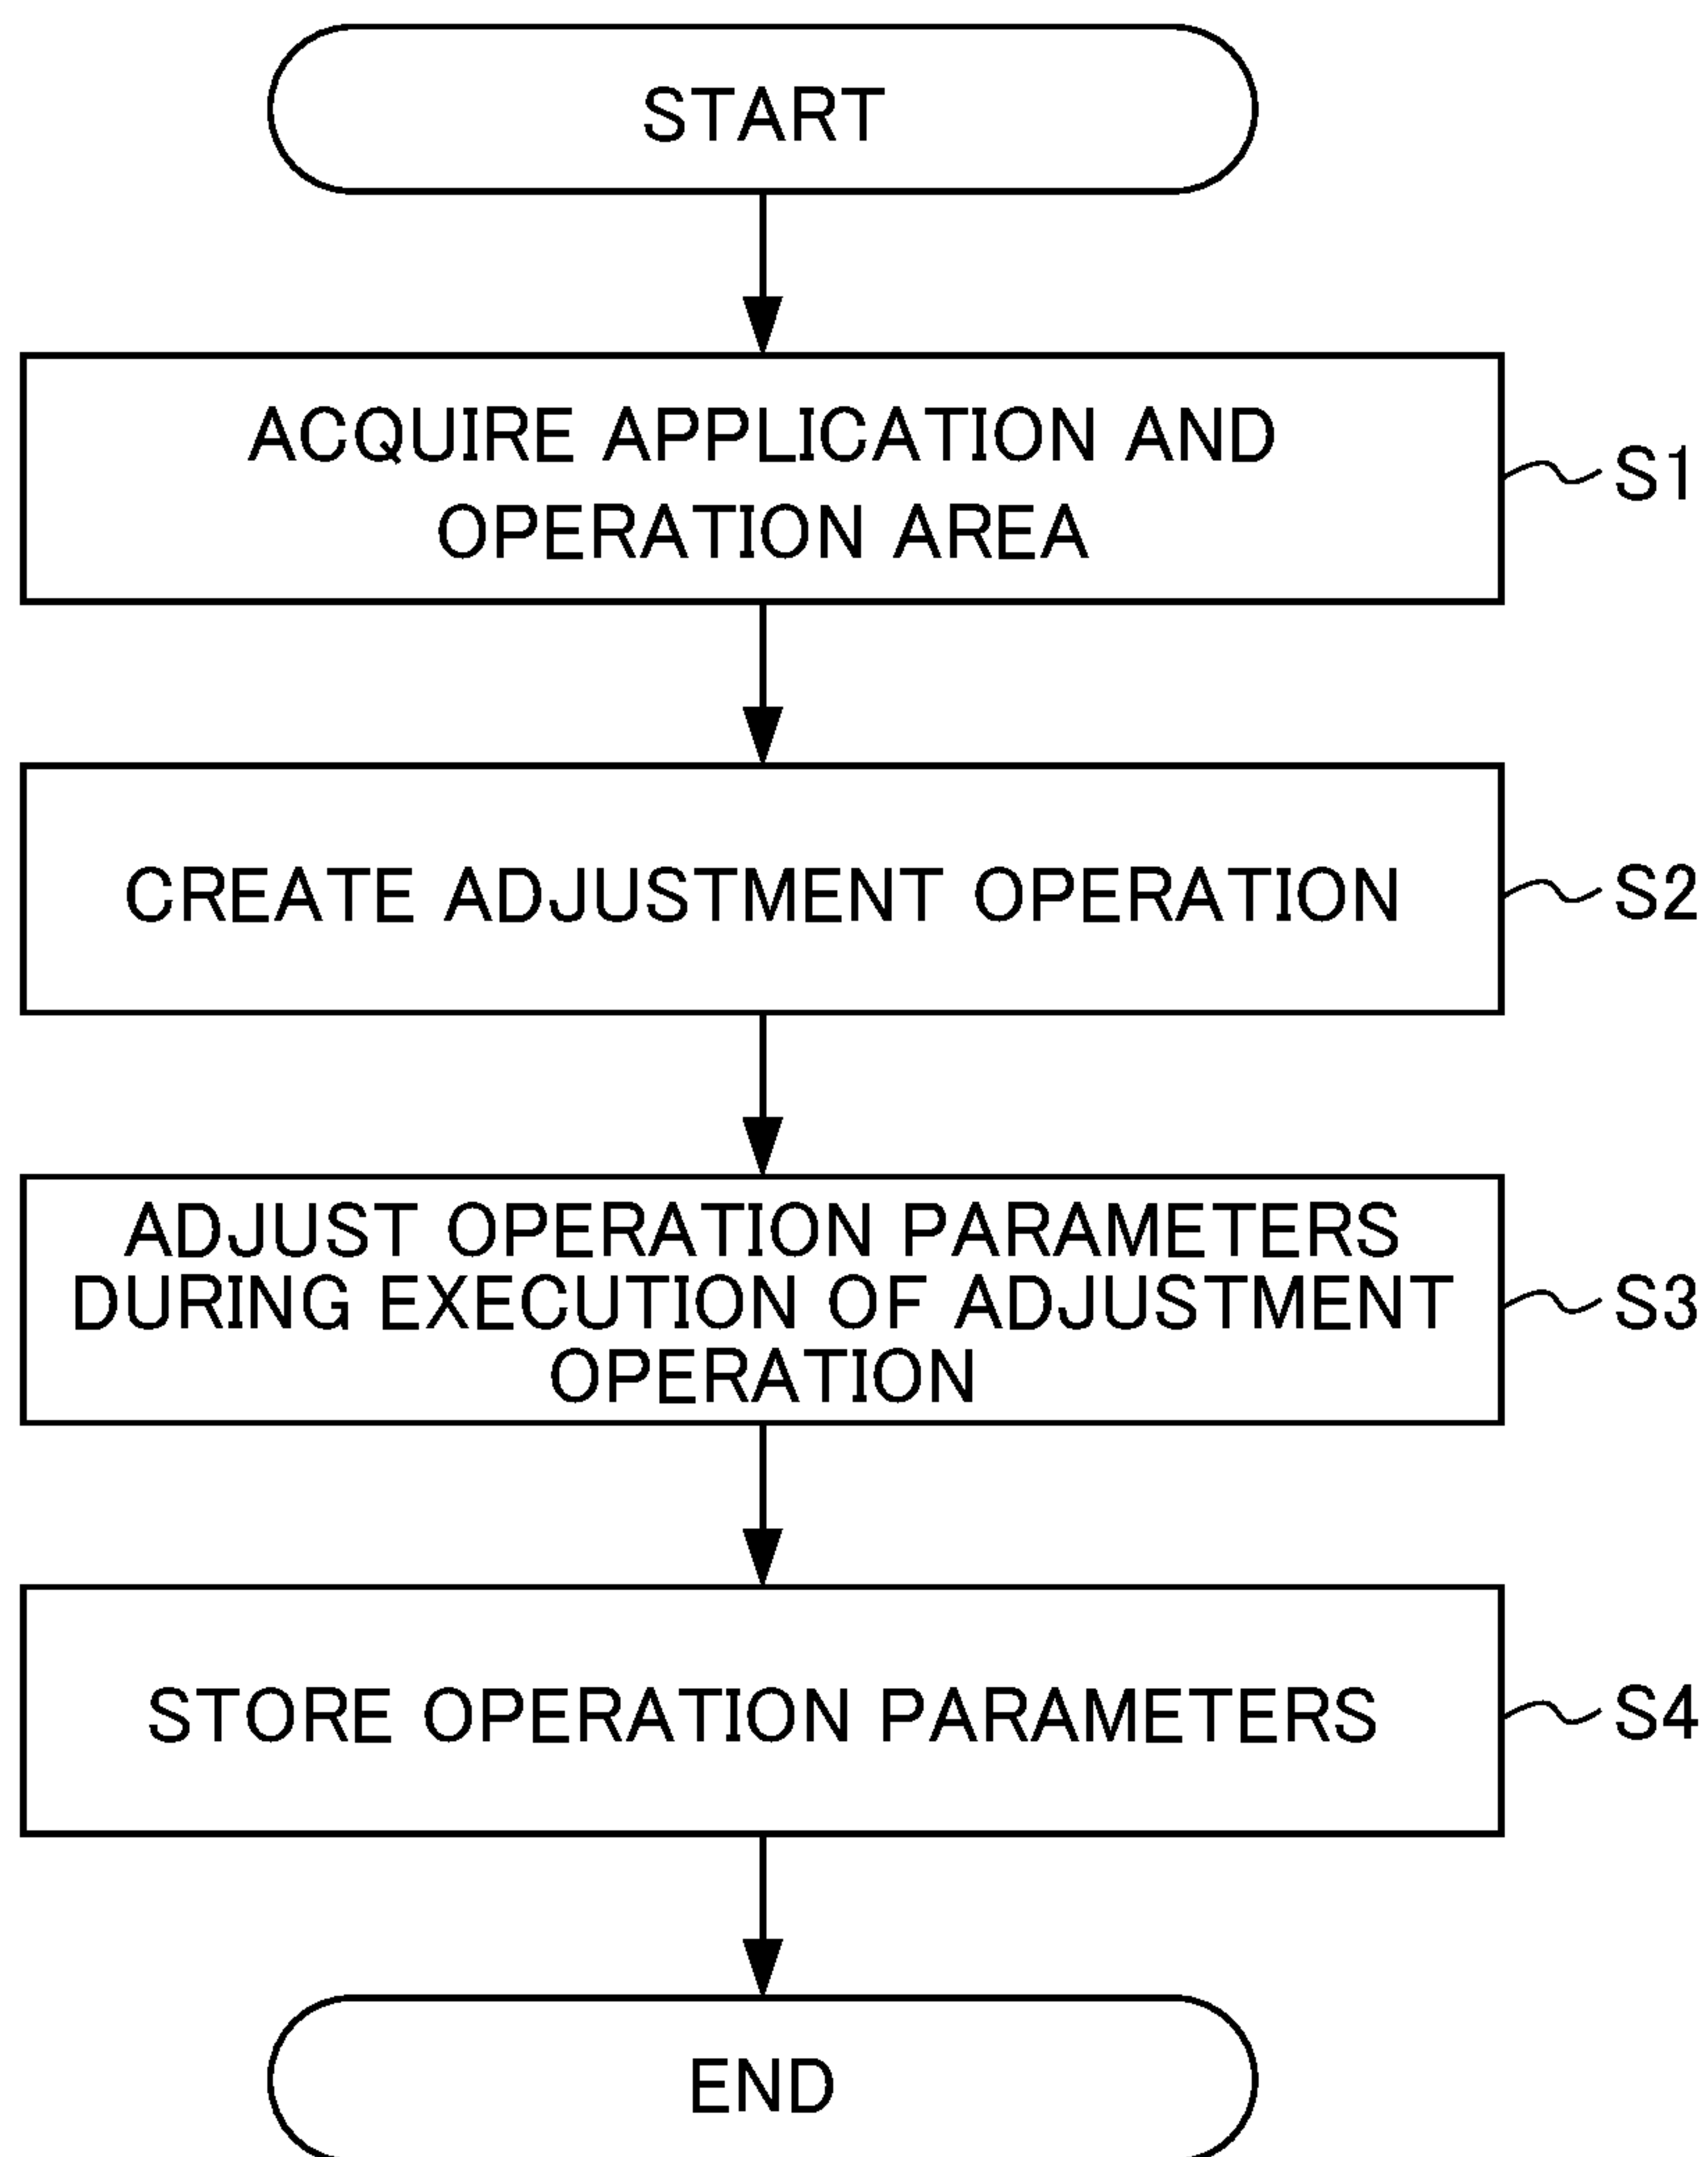 START
ACQUIRE APPLICATION AND
OPERATION AREA
S1
CREATE ADJUSTMENT OPERATION
S2
ADJUST OPERATION PARAMETERS
DURING EXECUTION OF ADJUSTMENT
OPERATION
S3
STORE OPERATION PARAMETERS
S4
END